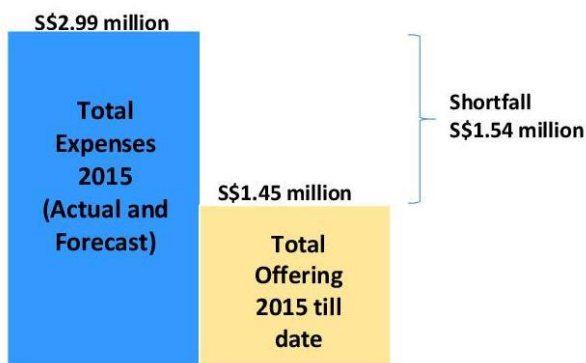 S$2.99 million
Total
Expenses
2015
(Actual and
Forecast)
Shortfall
S$1.54 million
S$1.45 million
Total
Offering
2015 till
date